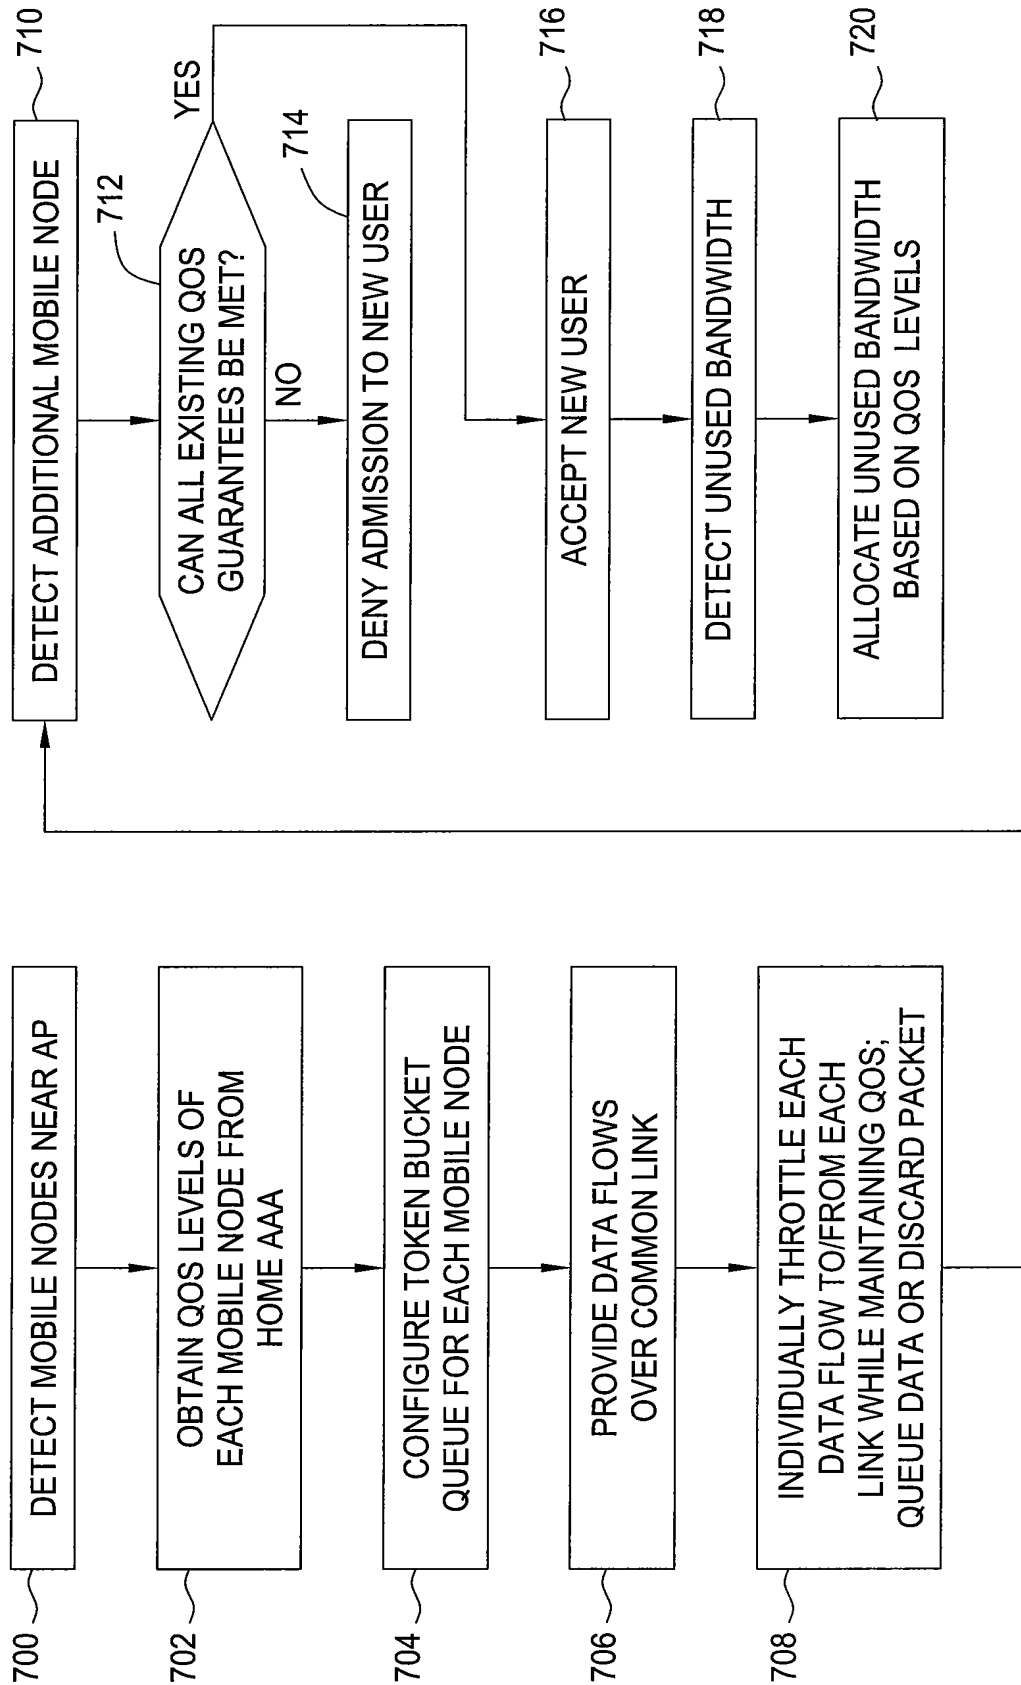 700
DETECT MOBILE NODES NEAR AP
702
OBTAIN QOS LEVELS OF
EACH MOBILE NODE FROM
HOME AAA
704
CONFIGURE TOKEN BUCKET
QUEUE FOR EACH MOBILE NODE
706
PROVIDE DATA FLOWS
OVER COMMON LINK
708
INDIVIDUALLY THROTTLE EACH
DATA FLOW TO/FROM EACH
LINK WHILE MAINTAINING QOS;
QUEUE DATA OR DISCARD PACKET
710
DETECT ADDITIONAL MOBILE NODE
712
CAN ALL EXISTING QOS
GUARANTEES BE MET?
YES
NO
714
DENY ADMISSION TO NEW USER
716
ACCEPT NEW USER
718
DETECT UNUSED BANDWIDTH
720
ALLOCATE UNUSED BANDWIDTH
BASED ON QOS LEVELS